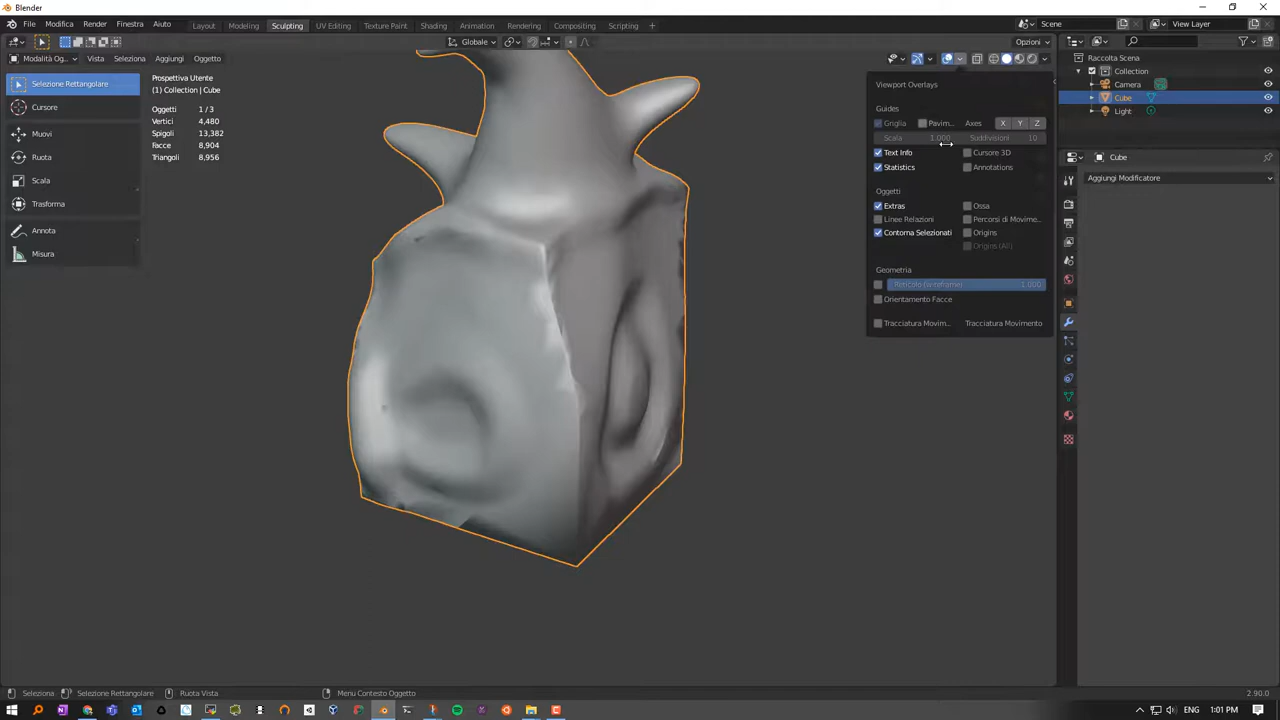 Blender
File Modifica Render Finestra Aiuto Layout Modeling Sculpting UV Editing Texture Paint Shading Animation Rendering Compositing Scripting + Scene View Layer
Globale Opzioni
Modalità Og... Vista Seleziona Aggiungi Oggetto
Selezione Rettangolare
Cursore
Muovi
Ruota
Scala
Trasforma
Annota
Misura
Prospettiva Utente
(1) Collection | Cube
Oggetti 1 / 3
Vertici 4,480
Spigoli 13,382
Facce 8,904
Triangoli 8,956
Viewport Overlays
Guides
Griglia Pavim... Axes X Y Z
Scala 1.000 Suddivisioni 10
Text Info Cursore 3D
Statistics Annotations
Oggetti
Extras Ossa
Linee Relazioni Percorsi di Movime...
Contorna Selezionati Origins
Origins (All)
Geometria
Reticolo (wireframe) 1.000
Orientamento Facce
Tracciatura Movim... Tracciatura Movimento
Raccolta Scena
Collection
Camera
Cube
Light
Cube
Aggiungi Modificatore
Seleziona Selezione Rettangolare Ruota Vista Menu Contesto Oggetto 2.90.0
1:01 PM